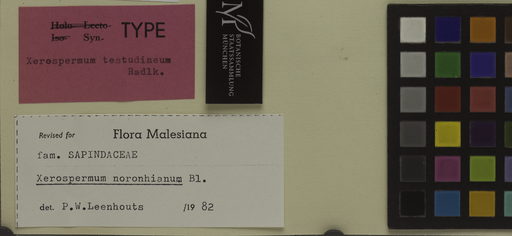 Holo- Lecto-
Iso- Syn-
TYPE
Xerospermum testudineum
Radlk.
BOTANISCHE
STAATSSAMMLUNG
MÜNCHEN
Revised for Flora Malesiana
fam. SAPINDACEAE
Xerospermum noronhianum Bl.
det. P.W.Leenhouts /19 82